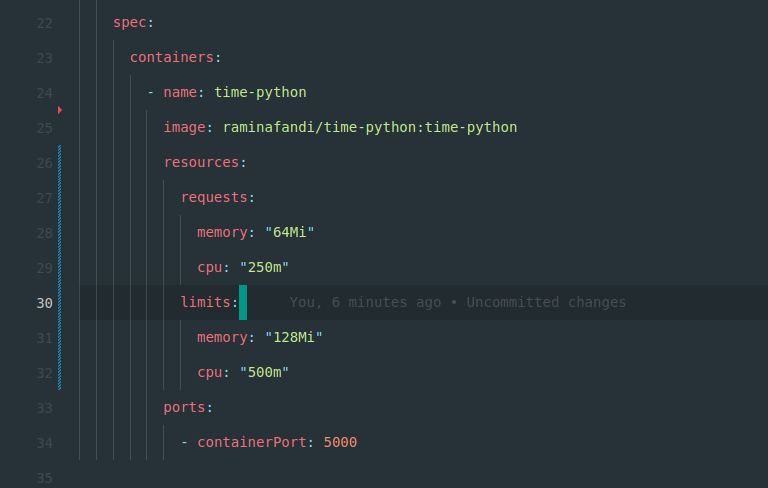 22 spec:
23 containers:
24 - name: time-python
25 image: raminafandi/time-python:time-python
26 resources:
27 requests:
28 memory: "64Mi"
29 cpu: "250m"
30 limits: You, 6 minutes ago • Uncommitted changes
31 memory: "128Mi"
32 cpu: "500m"
33 ports:
34 - containerPort: 5000
35